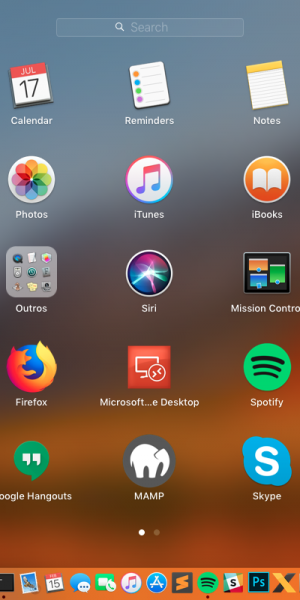 Search
JUL
17
Calendar
Reminders
Notes
Photos
iTunes
iBooks
Outros
Siri
Mission Contro
Firefox
Microsoft...e Desktop
Spotify
oogle Hangouts
MAMP
Skype
15
Ps